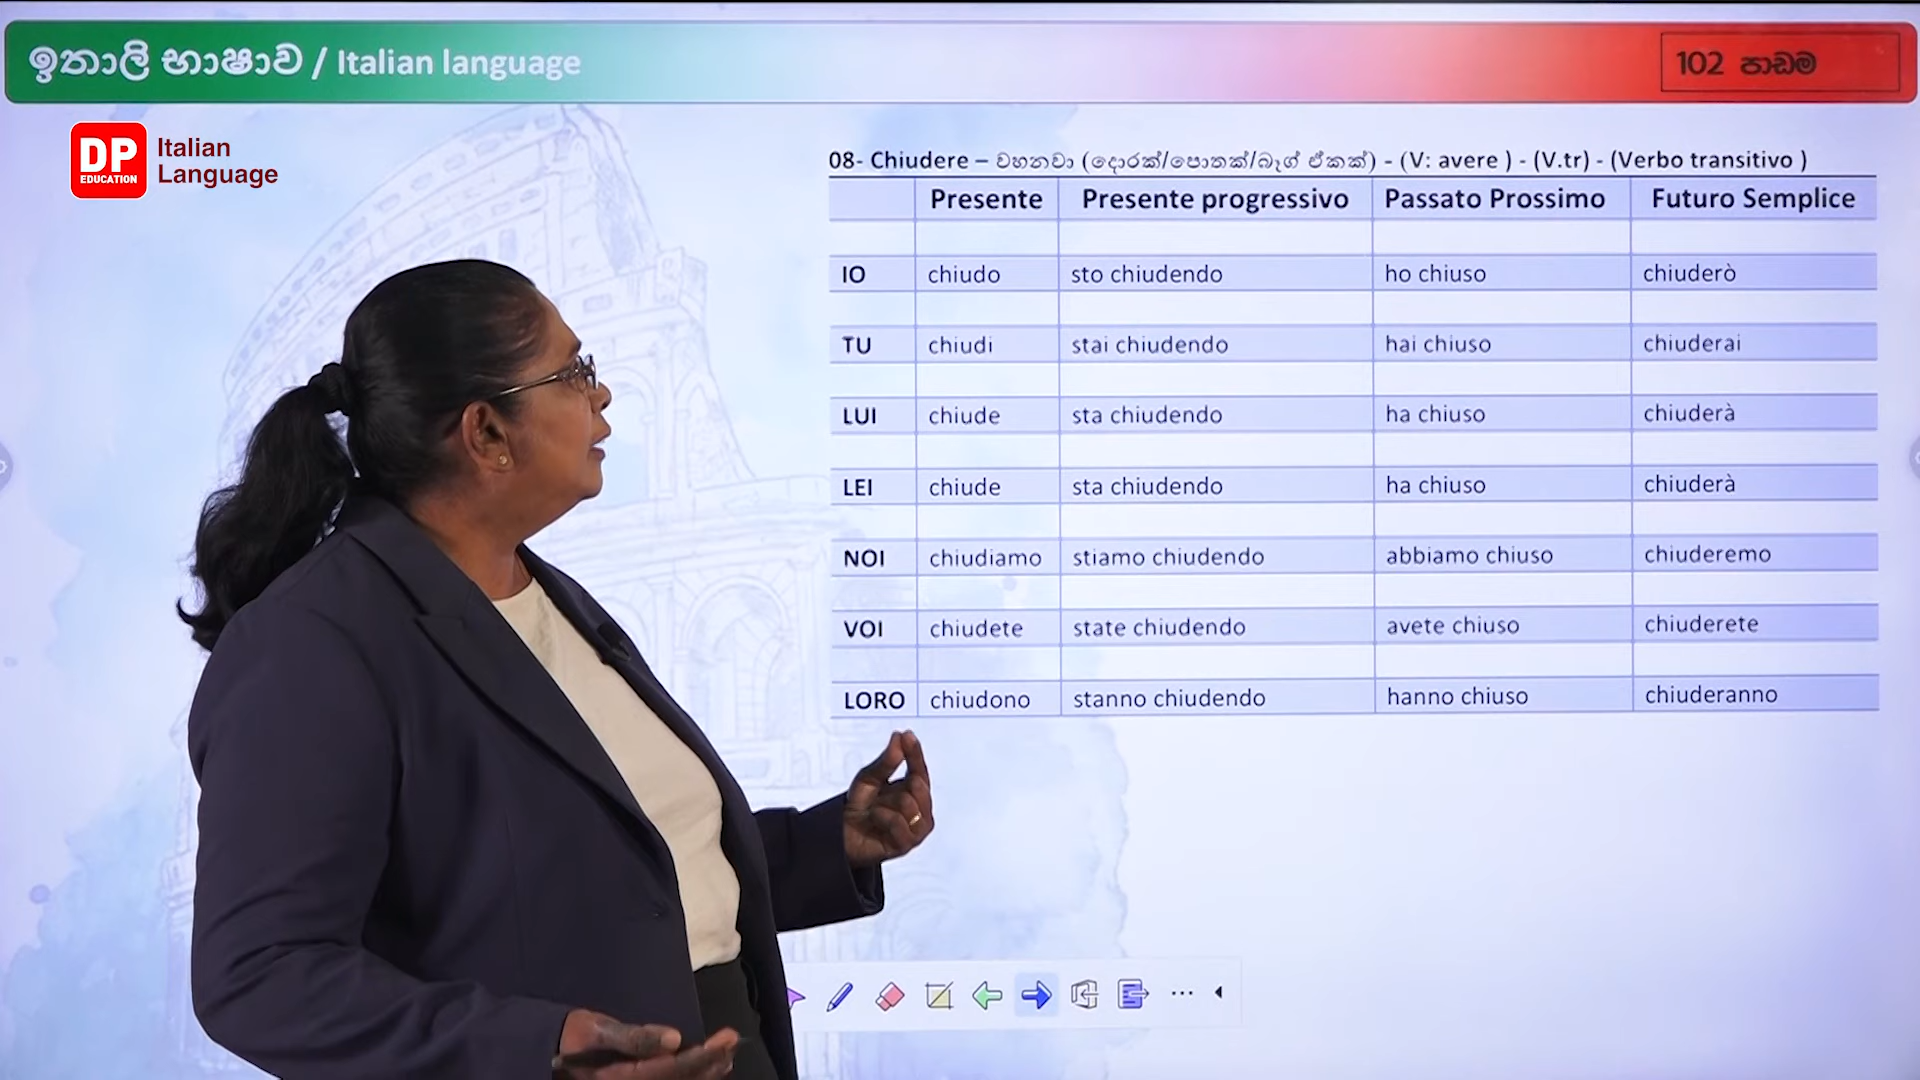 ඉතාලි භාෂාව / Italian language
102 පාඩම
DP
EDUCATION
Italian
Language
08- Chiudere – වහනවා (දොරක්/පොතක්/බෑග් ඒකක්) - (V: avere ) - (V.tr) - (Verbo transitivo )
Presente Presente progressivo Passato Prossimo Futuro Semplice
IO chiudo sto chiudendo ho chiuso chiuderò
TU chiudi stai chiudendo hai chiuso chiuderai
LUI chiude sta chiudendo ha chiuso chiuderà
LEI chiude sta chiudendo ha chiuso chiuderà
NOI chiudiamo stiamo chiudendo abbiamo chiuso chiuderemo
VOI chiudete state chiudendo avete chiuso chiuderete
LORO chiudono stanno chiudendo hanno chiuso chiuderanno